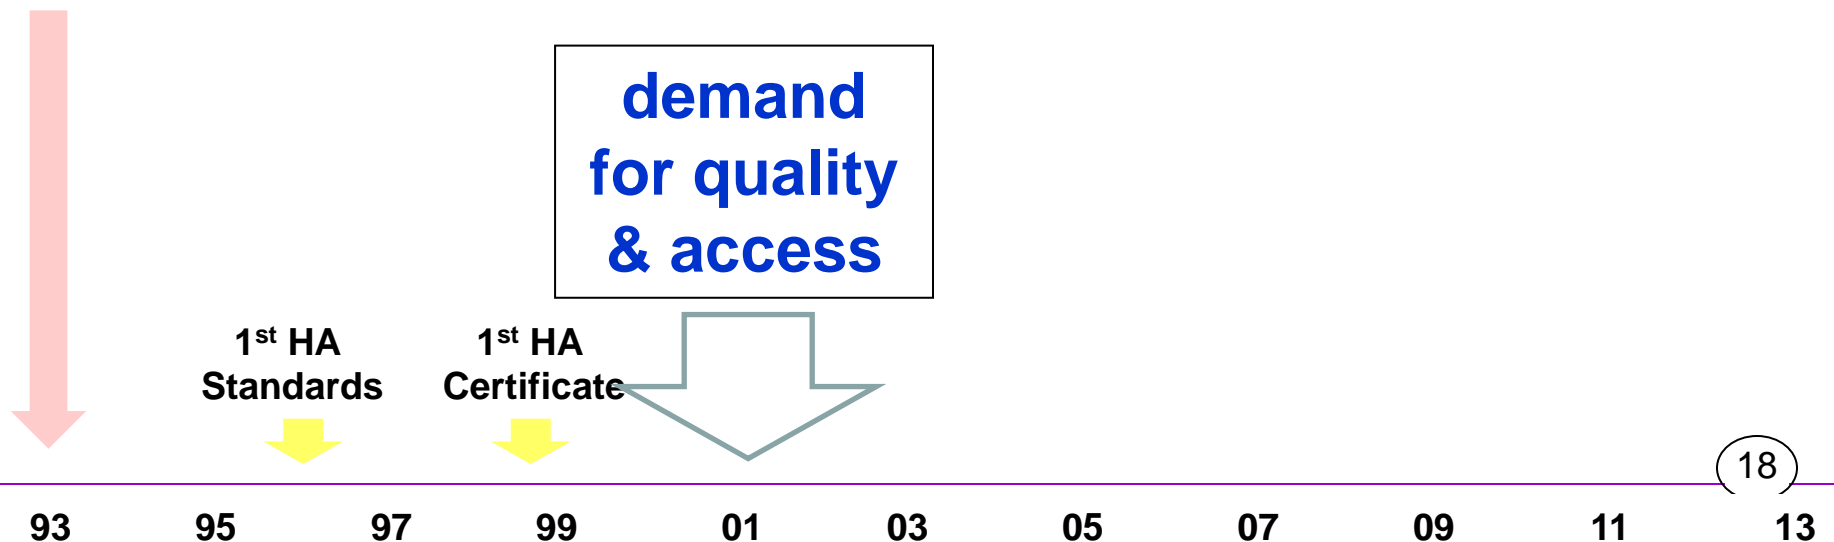 demand
for quality
& access
1st HA
Standards
1st HA
Certificate
18
93 95 97 99 01 03 05 07 09 11 13